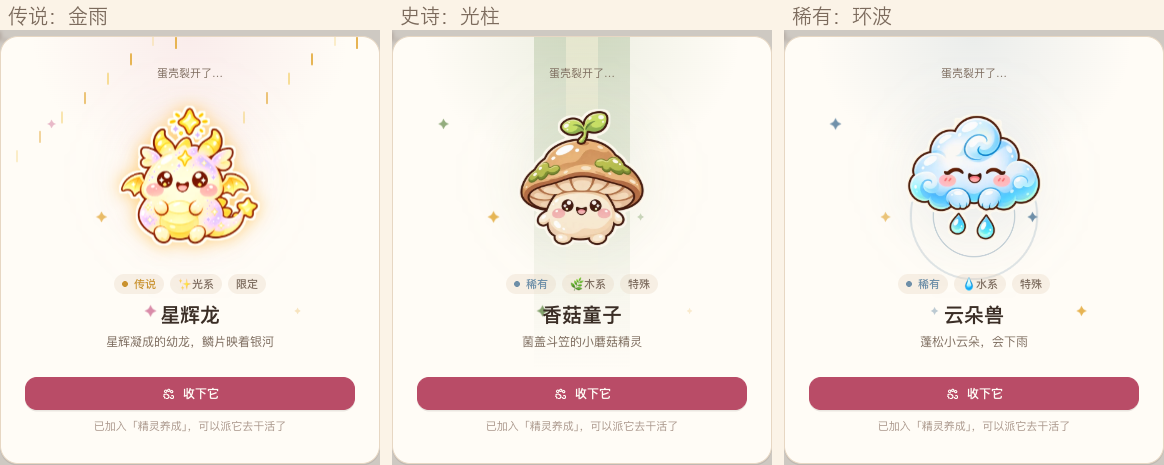 传说：金雨
蛋壳裂开了...
传说 光系 限定
星辉龙
星辉凝成的幼龙，鳞片映着银河
收下它
已加入「精灵养成」，可以派它去干活了
史诗：光柱
蛋壳裂开了...
稀有 木系 特殊
香菇童子
菌盖斗笠的小蘑菇精灵
收下它
已加入「精灵养成」，可以派它去干活了
稀有：环波
蛋壳裂开了...
稀有 水系 特殊
云朵兽
蓬松小云朵，会下雨
收下它
已加入「精灵养成」，可以派它去干活了